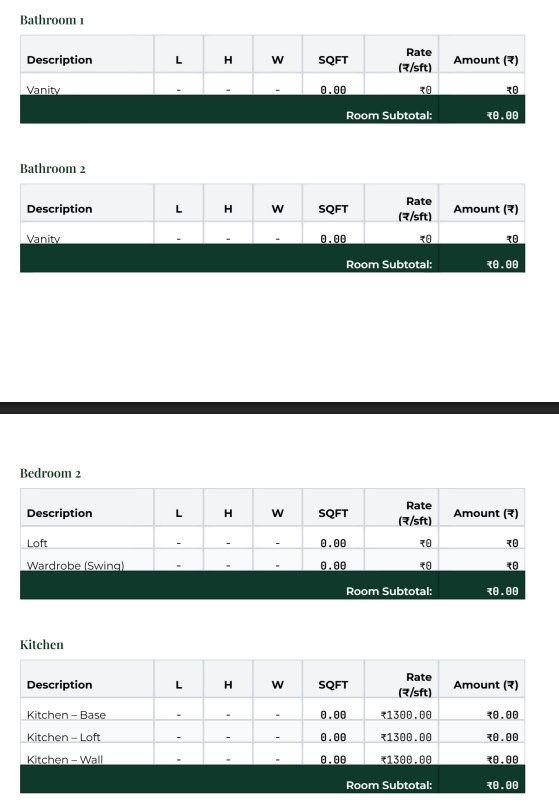 Bathroom 1
Description L H W SQFT Rate (₹/sft) Amount (₹)
Vanity - - - 0.00 ₹0 ₹0
Room Subtotal: ₹0.00
Bathroom 2
Description L H W SQFT Rate (₹/sft) Amount (₹)
Vanity - - - 0.00 ₹0 ₹0
Room Subtotal: ₹0.00
Bedroom 2
Description L H W SQFT Rate (₹/sft) Amount (₹)
Loft - - - 0.00 ₹0 ₹0
Wardrobe (Swing) - - - 0.00 ₹0 ₹0
Room Subtotal: ₹0.00
Kitchen
Description L H W SQFT Rate (₹/sft) Amount (₹)
Kitchen – Base - - - 0.00 ₹1300.00 ₹0.00
Kitchen – Loft - - - 0.00 ₹1300.00 ₹0.00
Kitchen – Wall - - - 0.00 ₹1300.00 ₹0.00
Room Subtotal: ₹0.00